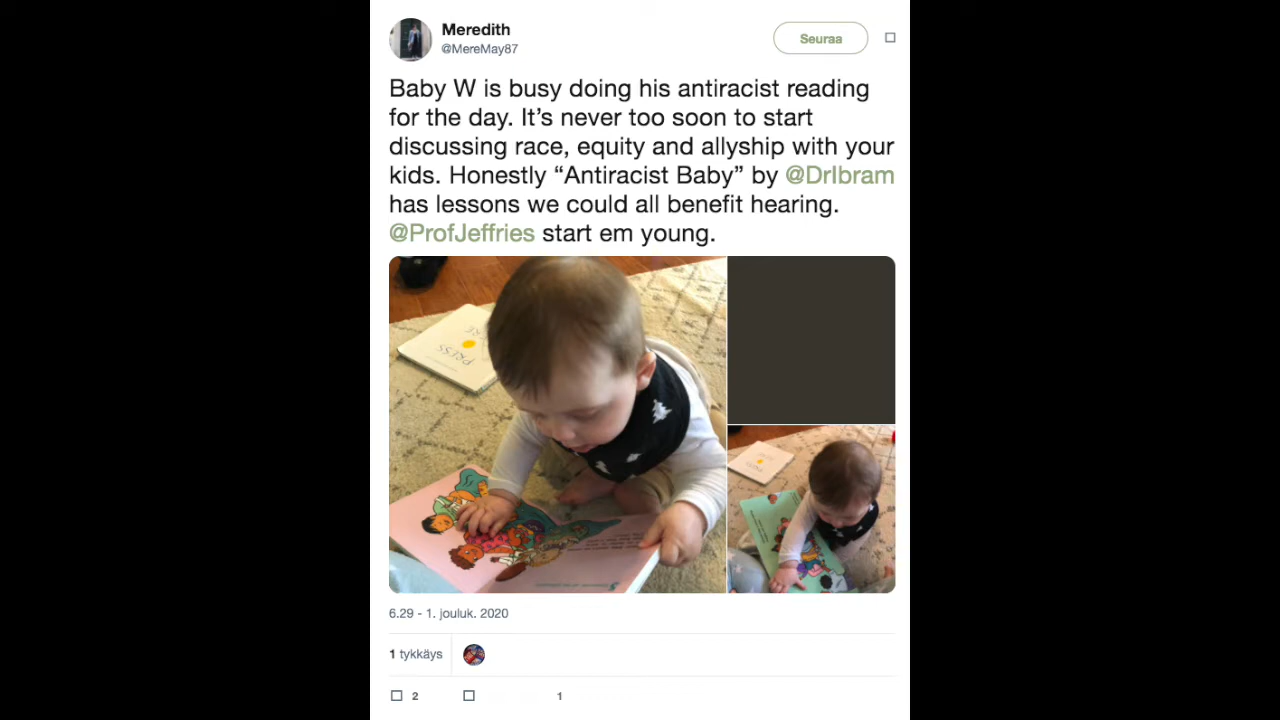 Meredith
@MereMay87
Seuraa
Baby W is busy doing his antiracist reading
for the day. It’s never too soon to start
discussing race, equity and allyship with your
kids. Honestly “Antiracist Baby” by @DrIbram
has lessons we could all benefit hearing.
@ProfJeffries start em young.
PRESS
HERE
6.29 - 1. jouluk. 2020
1 tykkäys
2
1